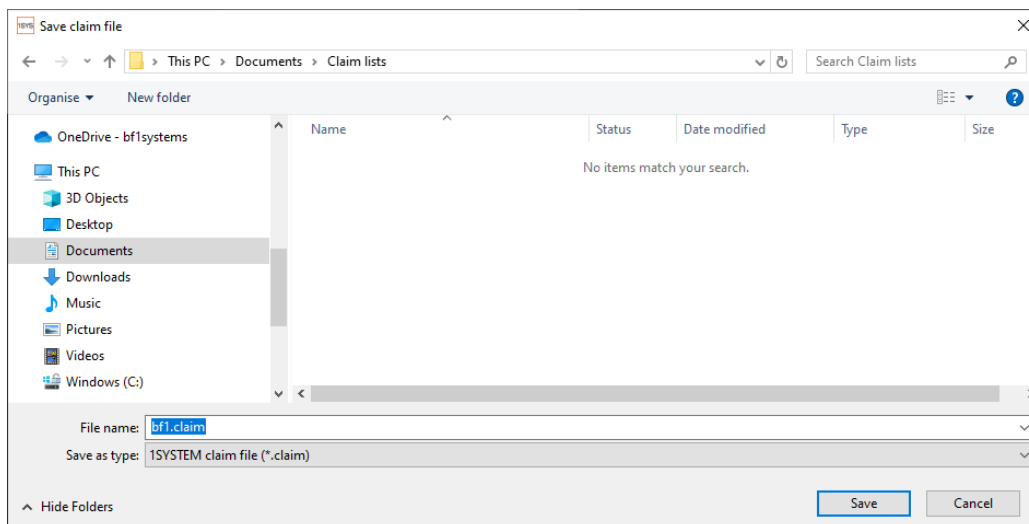 1SYS Save claim file
This PC > Documents > Claim lists
Search Claim lists
Organise New folder
?
Name Status Date modified Type Size
No items match your search.
OneDrive - bf1systems
This PC
3D Objects
Desktop
Documents
Downloads
Music
Pictures
Videos
Windows (C:)
File name: bf1.claim
Save as type: 1SYSTEM claim file (*.claim)
Hide Folders
Save Cancel